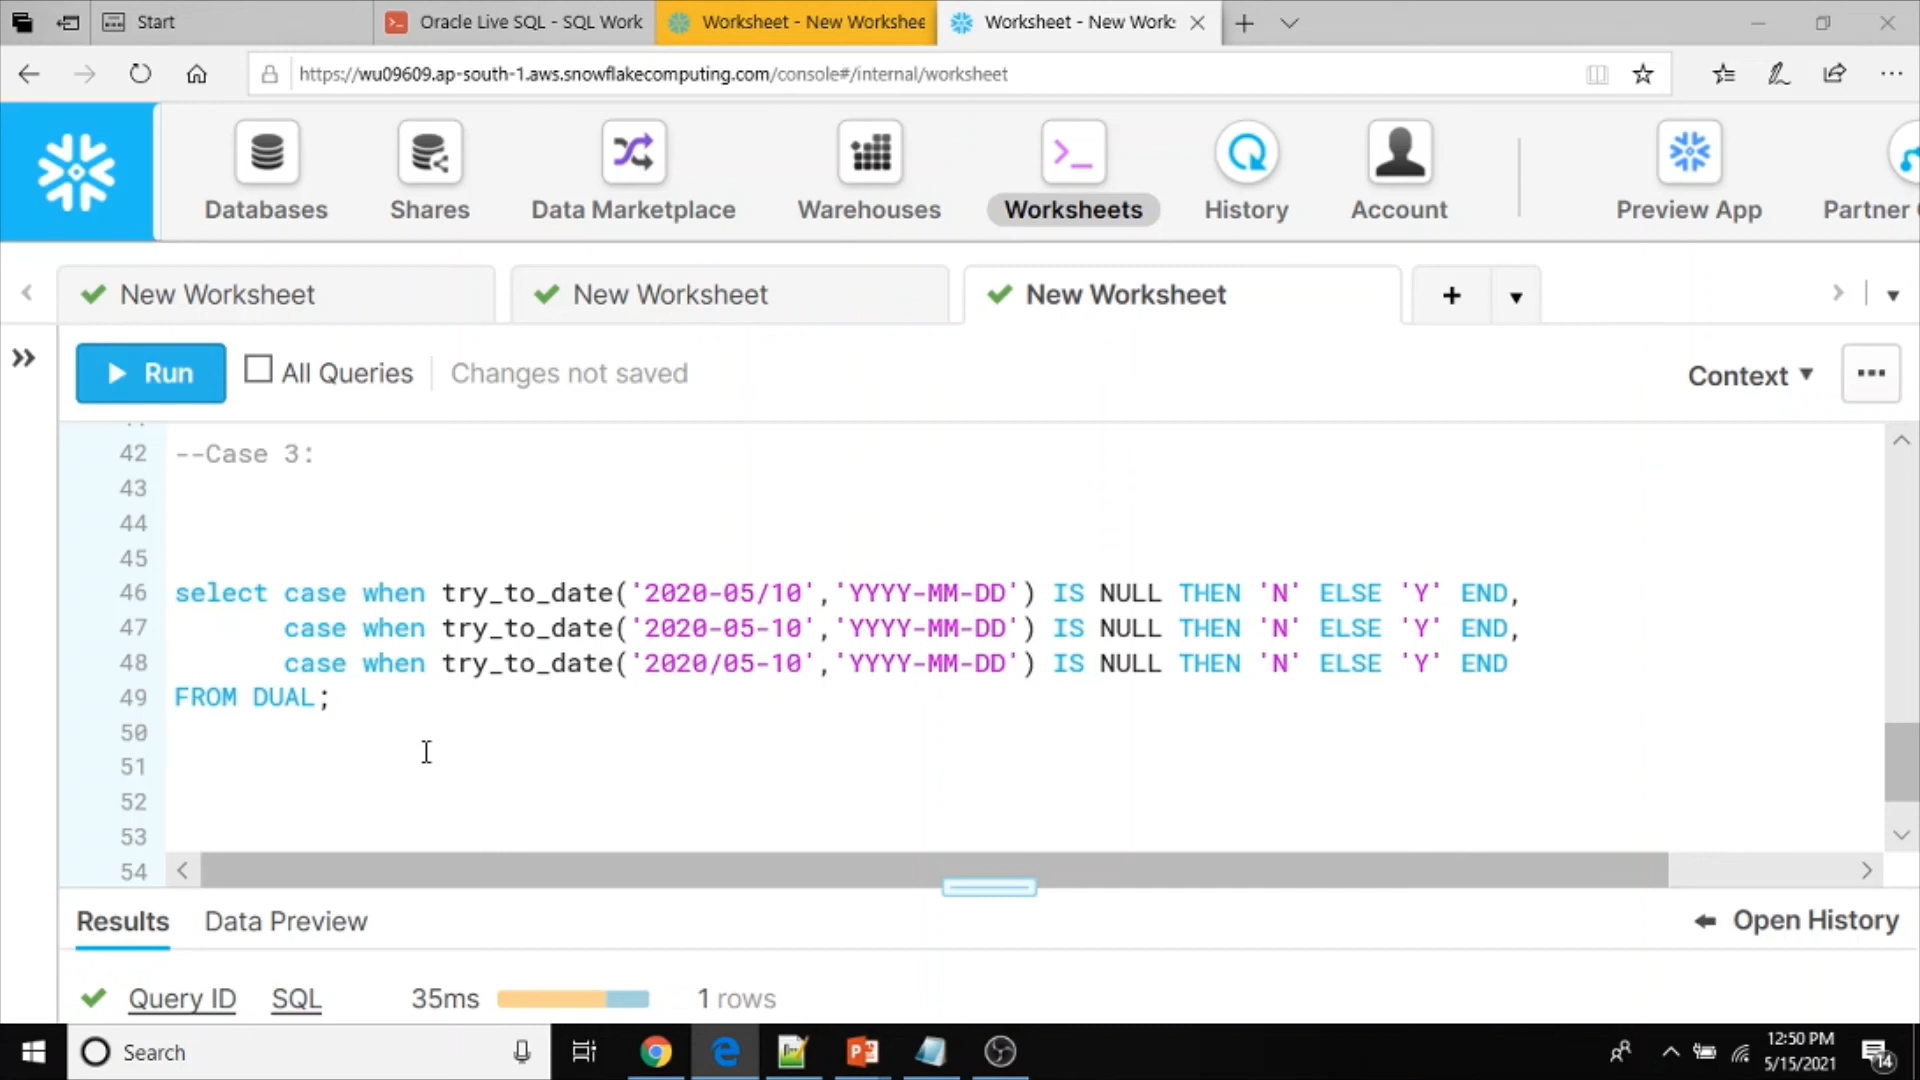 Start
Oracle Live SQL - SQL Work
Worksheet - New Workshee
Worksheet - New Work
https://wu09609.ap-south-1.aws.snowflakecomputing.com/console#/internal/worksheet
Databases
Shares
Data Marketplace
Warehouses
Worksheets
History
Account
Preview App
Partner
New Worksheet
New Worksheet
New Worksheet
Run
All Queries
Changes not saved
Context
42 --Case 3:
43
44
45
46 select case when try_to_date('2020-05/10','YYYY-MM-DD') IS NULL THEN 'N' ELSE 'Y' END,
47 case when try_to_date('2020-05-10','YYYY-MM-DD') IS NULL THEN 'N' ELSE 'Y' END,
48 case when try_to_date('2020/05-10','YYYY-MM-DD') IS NULL THEN 'N' ELSE 'Y' END
49 FROM DUAL;
50
51
52
53
54
Results
Data Preview
Open History
Query ID
SQL
35ms
1 rows
Search
12:50 PM
5/15/2021
14